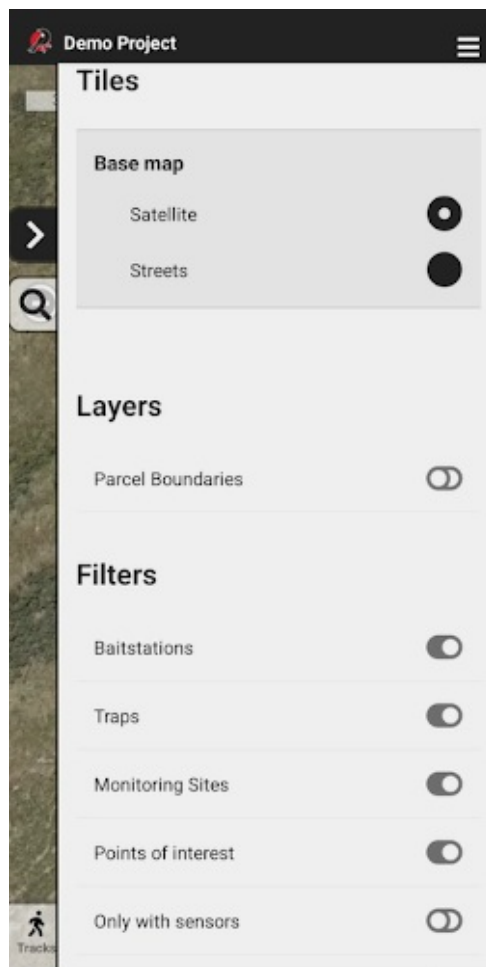 Demo Project
Tiles
Base map
Satellite
Streets
Layers
Parcel Boundaries
Filters
Baitstations
Traps
Monitoring Sites
Points of interest
Only with sensors
Tracks